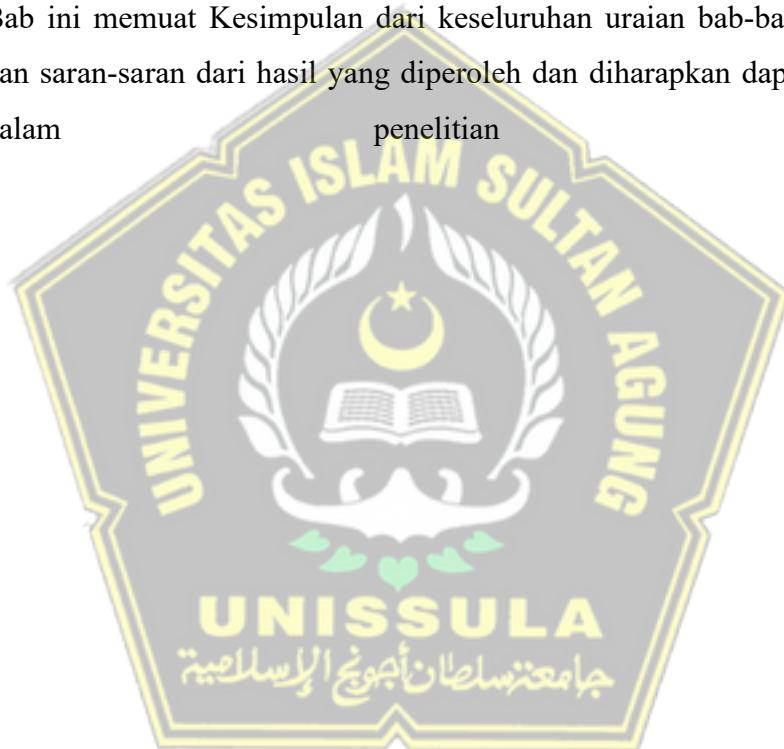 Bab ini memuat Kesimpulan dari keseluruhan uraian bab-ba
an saran-saran dari hasil yang diperoleh dan diharapkan dap
alam penelitian
UNIVERSITAS ISLAM SULTAN AGUNG
UNISSULA
جامعة سلطان أجونج الإسلامية